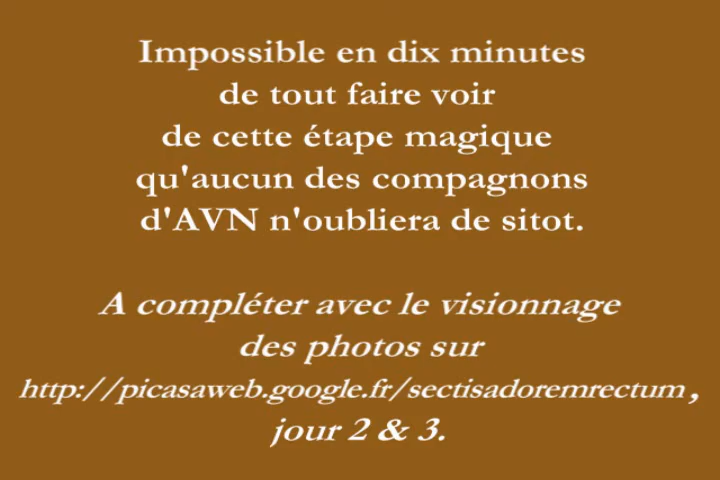 Impossible en dix minutes
de tout faire voir
de cette étape magique
qu'aucun des compagnons
d'AVN n'oubliera de sitot.
A compléter avec le visionnage
des photos sur
http://picasaweb.google.fr/sectisadoremrectum,
jour 2 & 3.